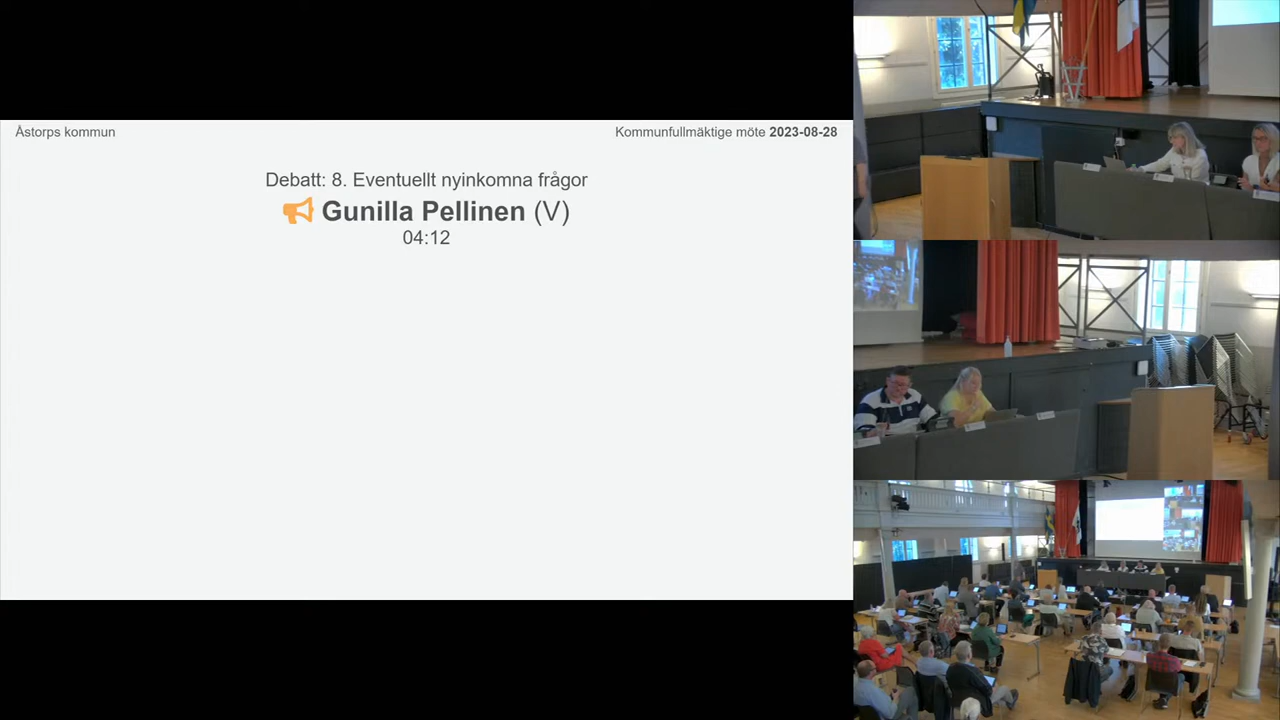 Åstorps kommun
Kommunfullmäktige möte 2023-08-28
Debatt: 8. Eventuellt nyinkomna frågor
Gunilla Pellinen (V)
04:12